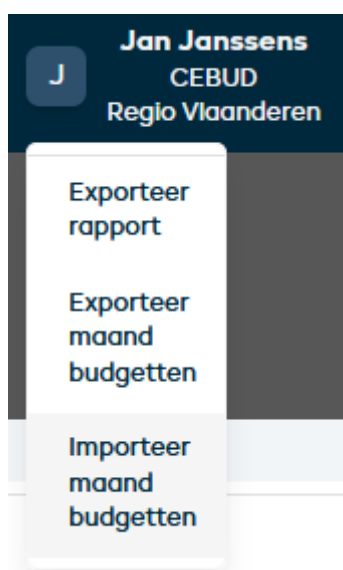 Jan Janssens
J
CEBUD
Regio Vlaanderen
Exporteer
rapport
Exporteer
maand
budgetten
Importeer
maand
budgetten